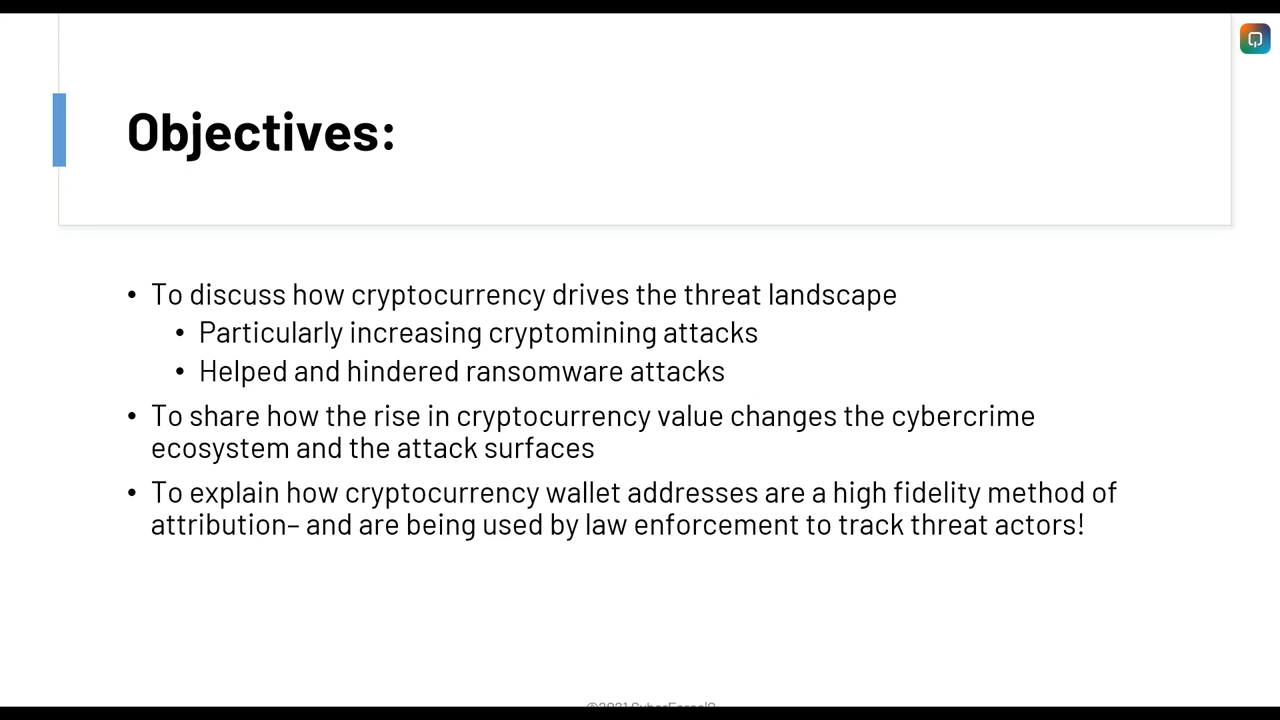 Objectives:
• To discuss how cryptocurrency drives the threat landscape
• Particularly increasing cryptomining attacks
• Helped and hindered ransomware attacks
• To share how the rise in cryptocurrency value changes the cybercrime
ecosystem and the attack surfaces
• To explain how cryptocurrency wallet addresses are a high fidelity method of
attribution– and are being used by law enforcement to track threat actors!